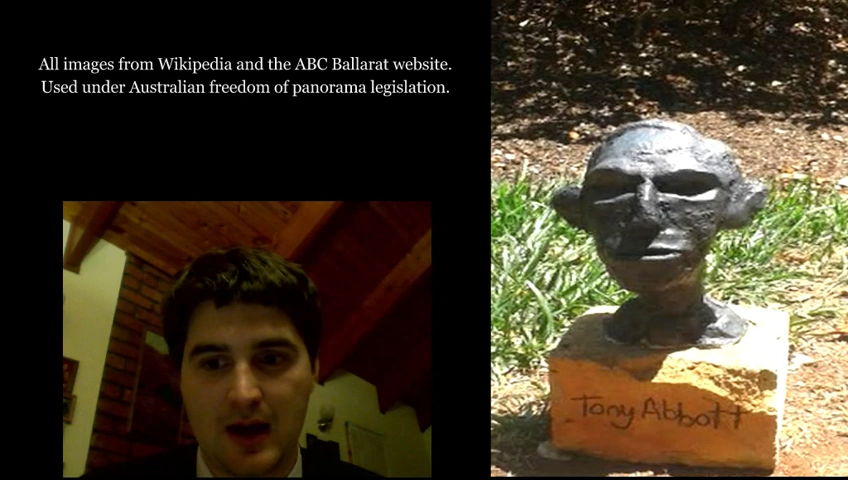 All images from Wikipedia and the ABC Ballarat website.
Used under Australian freedom of panorama legislation.
Tony Abbott